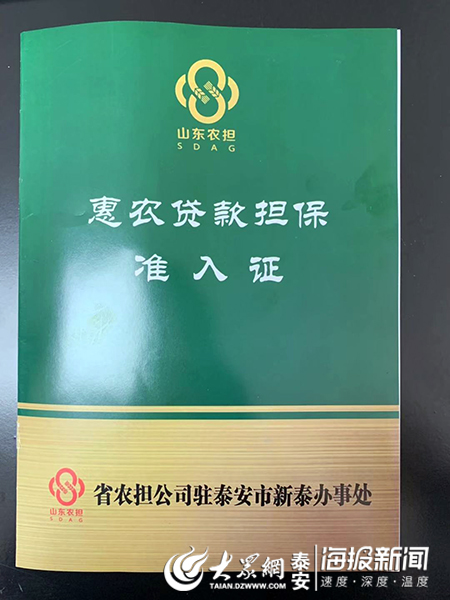 山东农担
SDAG
惠农贷款担保
准入证
山东农担
SDAG
省农担公司驻泰安市新泰办事处
大众網
TAIAN.DZWWW.COM
泰安
海报新闻
速度·深度·温度